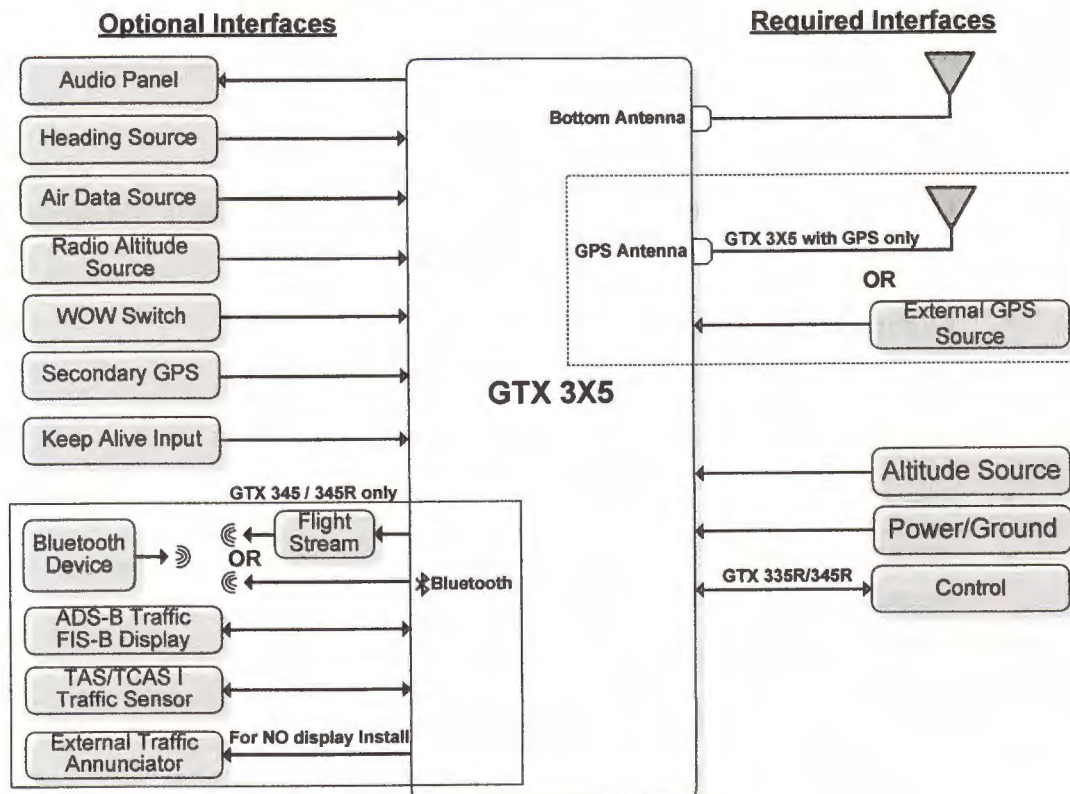 Optional Interfaces
Required Interfaces
Audio Panel
Heading Source
Air Data Source
Radio Altitude
Source
WOW Switch
Secondary GPS
Keep Alive Input
GTX 345 / 345R only
Bluetooth
Device
OR
Flight
Stream
Bluetooth
ADS-B Traffic
FIS-B Display
TAS/TCAS I
Traffic Sensor
External Traffic
Annunciator
For NO display Install
GTX 3X5
Bottom Antenna
GPS Antenna
GTX 3X5 with GPS only
OR
External GPS
Source
Altitude Source
Power/Ground
GTX 335R/345R
Control